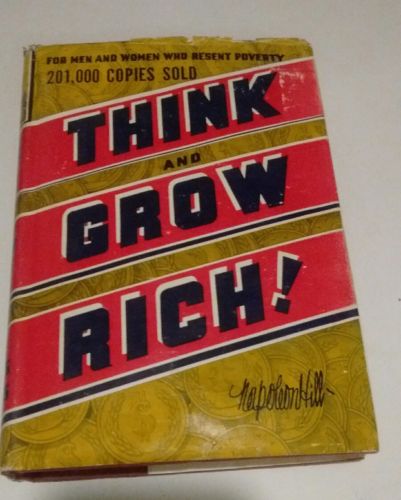 FOR MEN AND WOMEN WHO RESENT POVERTY
201,000 COPIES SOLD
THINK
AND
GROW
RICH!
Napoleon Hill